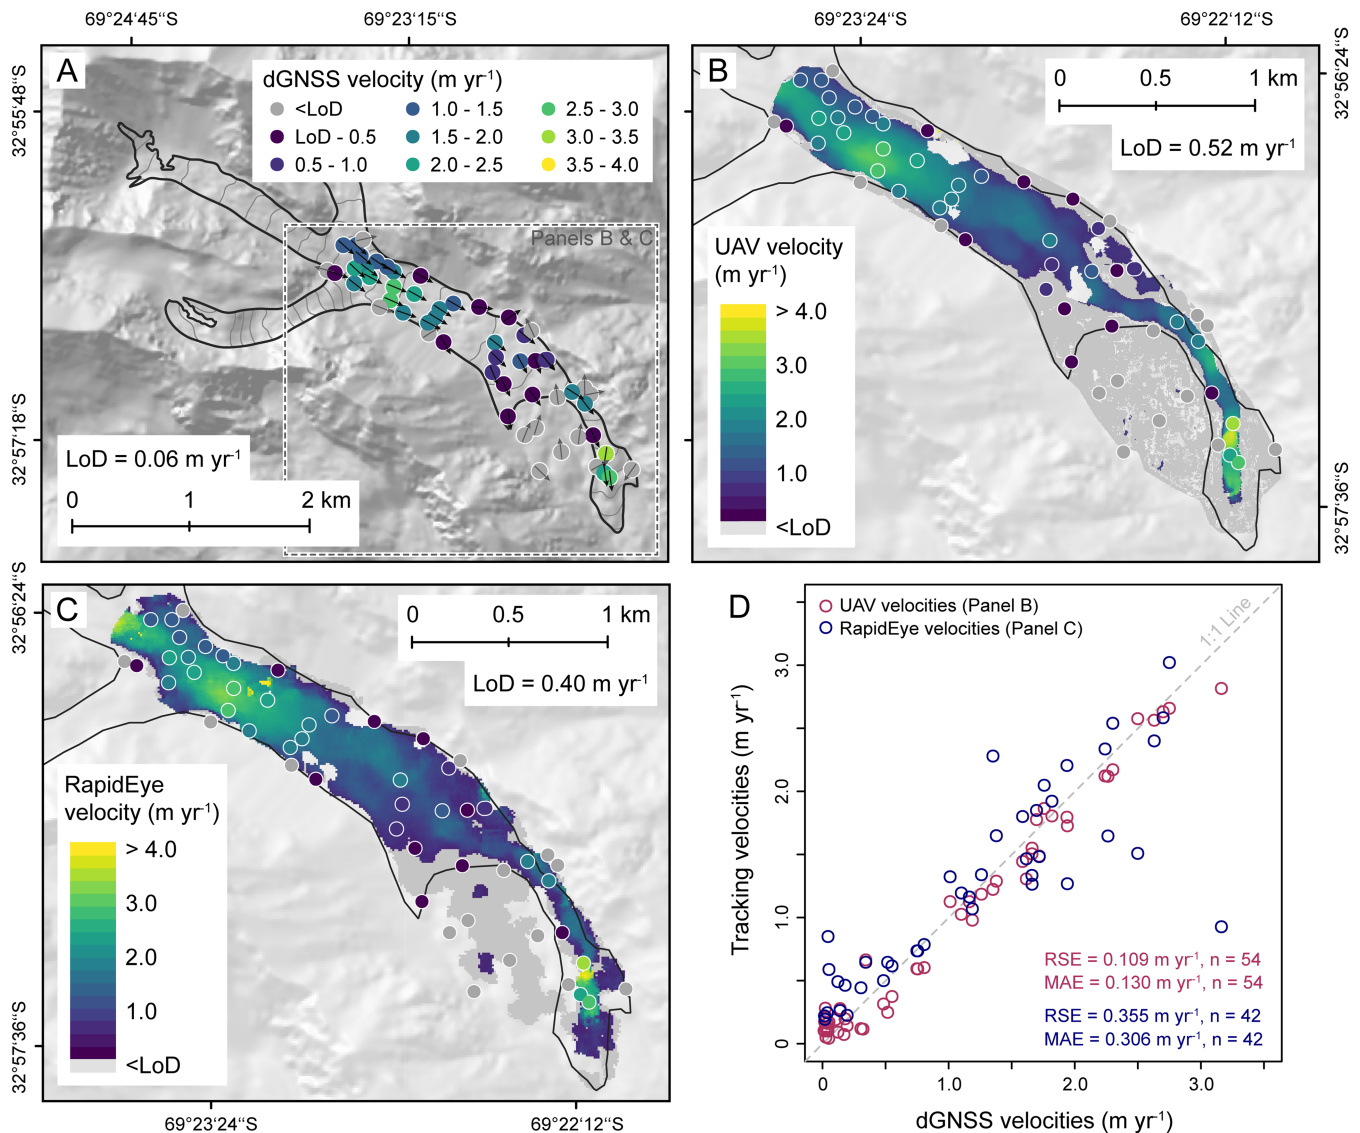 69°24'45“S
69°23'15“S
69°23'24“S
69°22'12“S
32°55'48“S
32°57'18“S
32°56'24“S
32°57'36“S
A
dGNSS velocity (m yr-1)
<LoD
1.0 - 1.5
2.5 - 3.0
LoD - 0.5
1.5 - 2.0
3.0 - 3.5
0.5 - 1.0
2.0 - 2.5
3.5 - 4.0
Panels B & C
LoD = 0.06 m yr-1
0 1 2 km
B
0 0.5 1 km
LoD = 0.52 m yr-1
UAV velocity
(m yr-1)
> 4.0
3.0
2.0
1.0
<LoD
C
0 0.5 1 km
LoD = 0.40 m yr-1
RapidEye
velocity (m yr-1)
> 4.0
3.0
2.0
1.0
<LoD
32°56'24“S
32°57'36“S
69°23'24“S
69°22'12“S
D
UAV velocities (Panel B)
RapidEye velocities (Panel C)
1:1 Line
Tracking velocities (m yr-1)
3.0
2.0
1.0
0
RSE = 0.109 m yr-1, n = 54
MAE = 0.130 m yr-1, n = 54
RSE = 0.355 m yr-1, n = 42
MAE = 0.306 m yr-1, n = 42
0 1.0 2.0 3.0
dGNSS velocities (m yr-1)